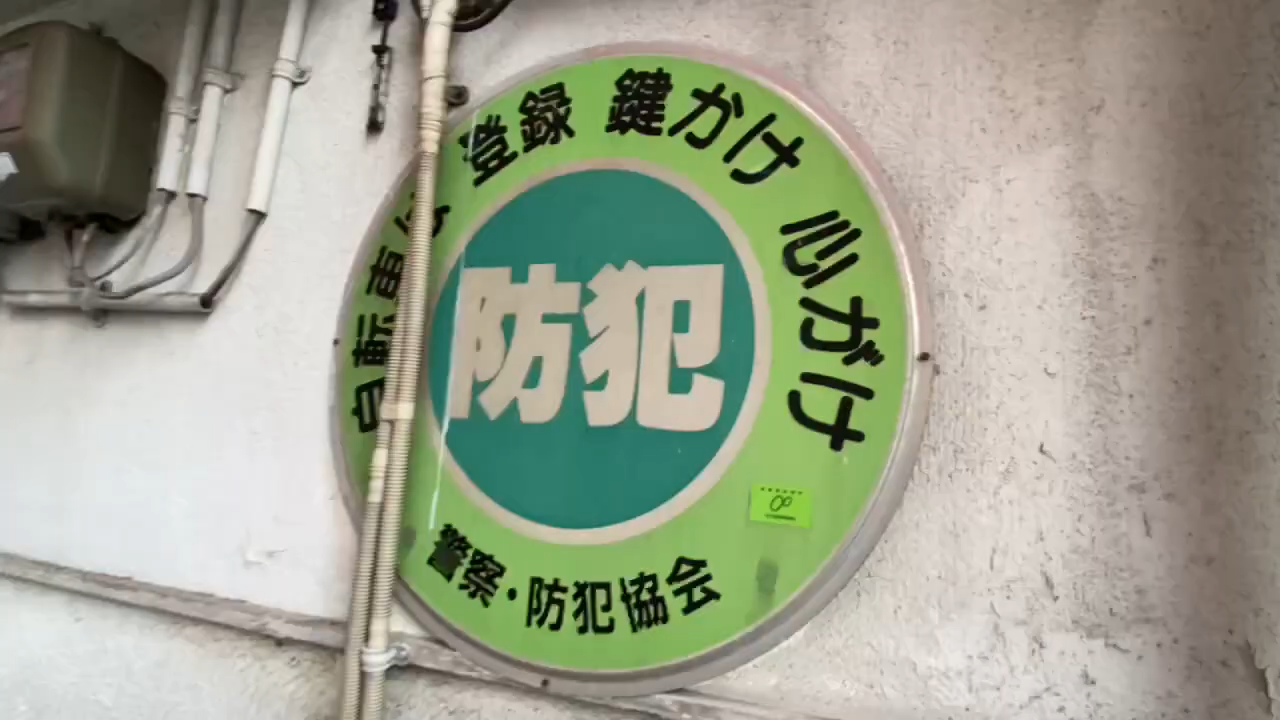 自転車は 登録 鍵かけ 心がけ
防犯
警察・防犯協会